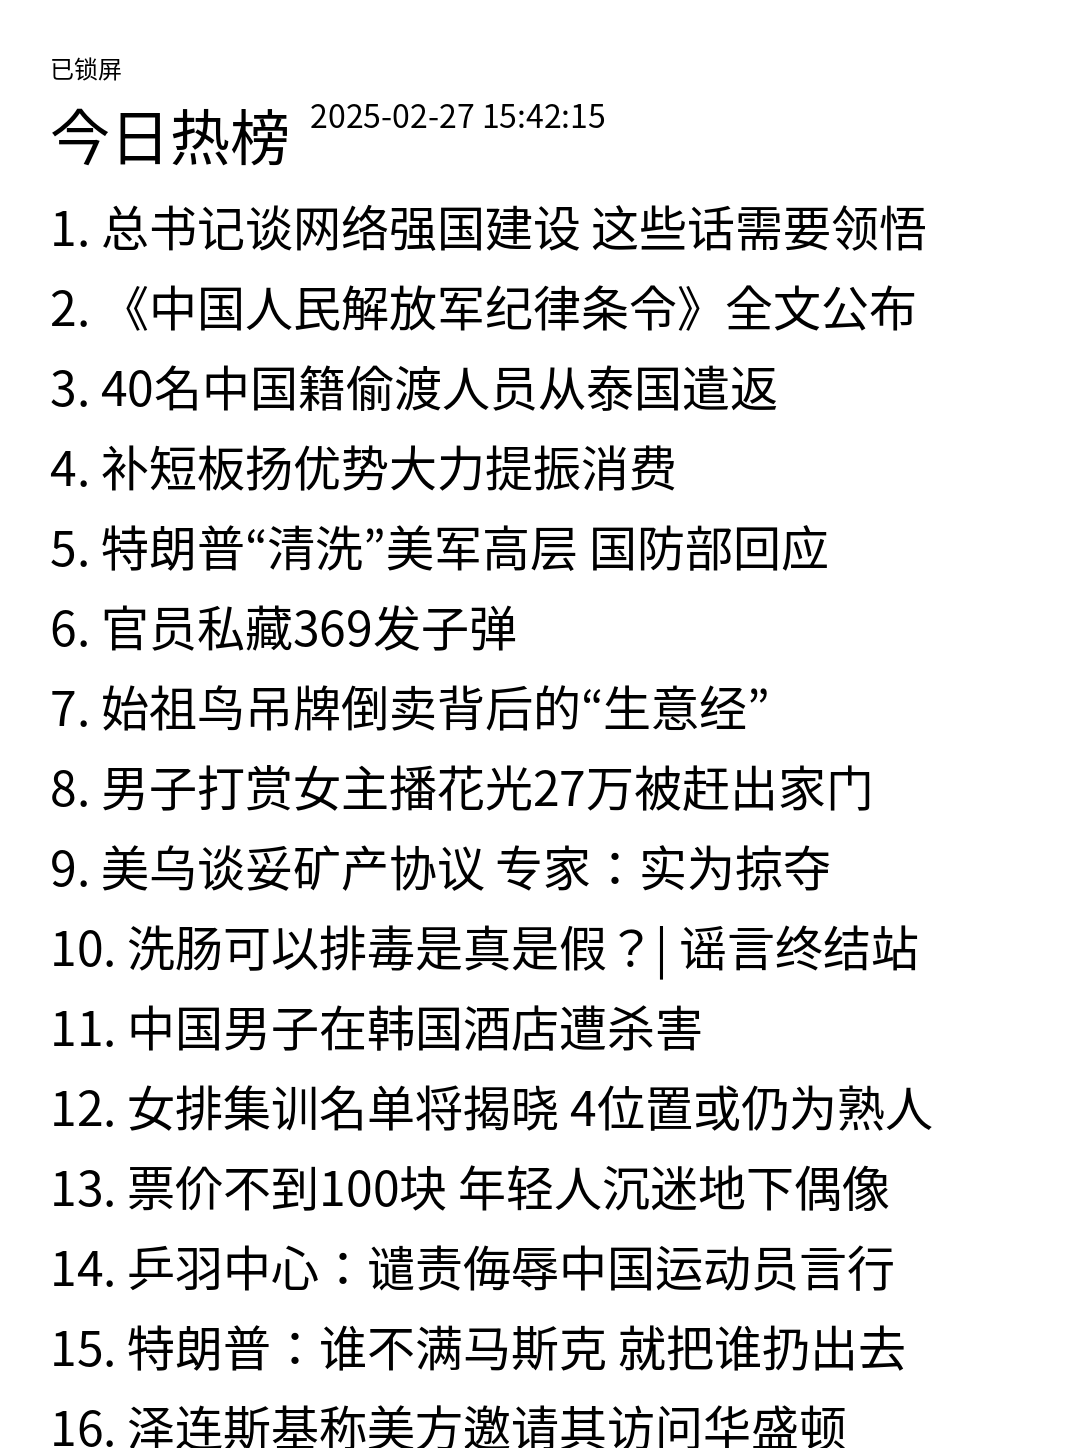 已锁屏
今日热榜 2025-02-27 15:42:15
1. 总书记谈网络强国建设 这些话需要领悟
2. 《中国人民解放军纪律条令》全文公布
3. 40名中国籍偷渡人员从泰国遣返
4. 补短板扬优势大力提振消费
5. 特朗普“清洗”美军高层 国防部回应
6. 官员私藏369发子弹
7. 始祖鸟吊牌倒卖背后的“生意经”
8. 男子打赏女主播花光27万被赶出家门
9. 美乌谈妥矿产协议 专家：实为掠夺
10. 洗肠可以排毒是真是假？| 谣言终结站
11. 中国男子在韩国酒店遭杀害
12. 女排集训名单将揭晓 4位置或仍为熟人
13. 票价不到100块 年轻人沉迷地下偶像
14. 乒羽中心：谴责侮辱中国运动员言行
15. 特朗普：谁不满马斯克 就把谁扔出去
16. 泽连斯基称美方邀请其访问华盛顿